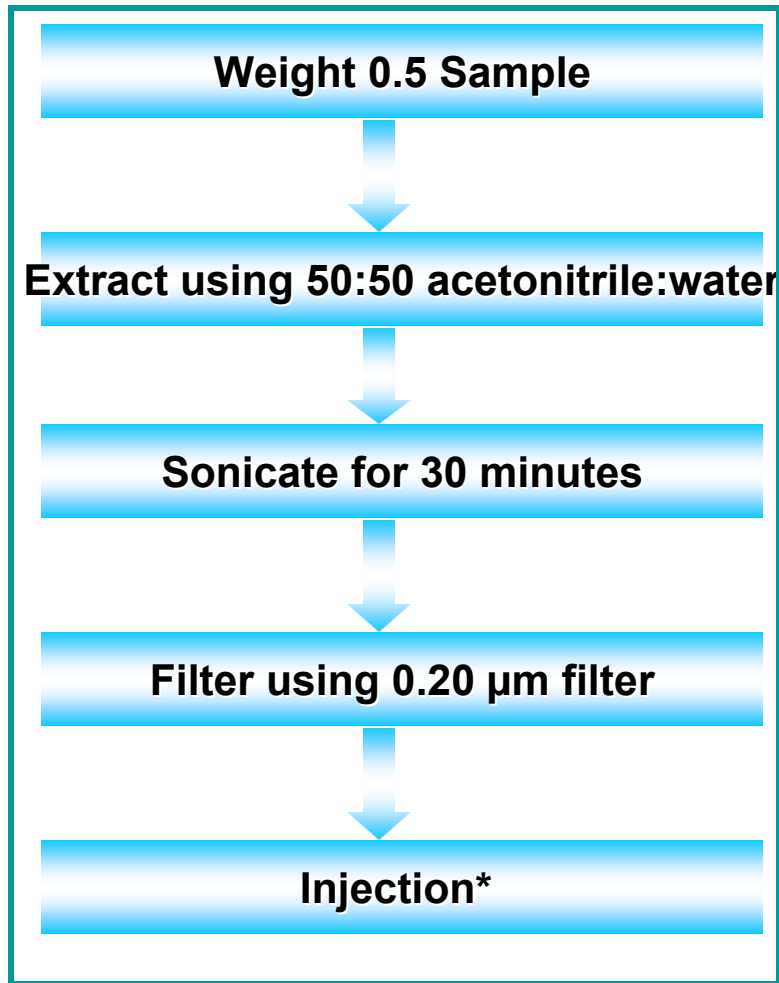 Weight 0.5 Sample
Extract using 50:50 acetonitrile:water
Sonicate for 30 minutes
Filter using 0.20 µm filter
Injection*